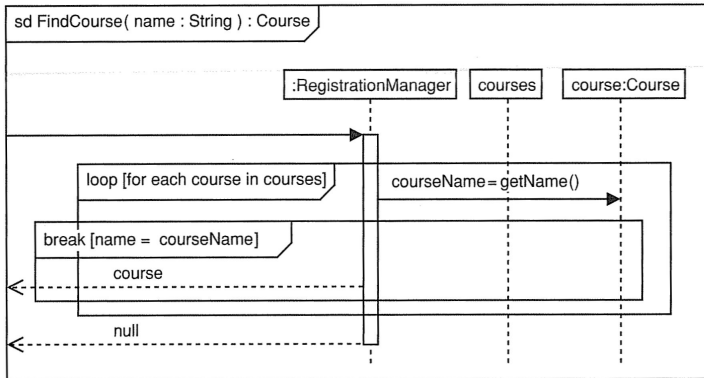 sd FindCourse( name : String ) : Course
:RegistrationManager
courses
course:Course
loop [for each course in courses]
courseName= getName()
break [name = courseName]
course
null